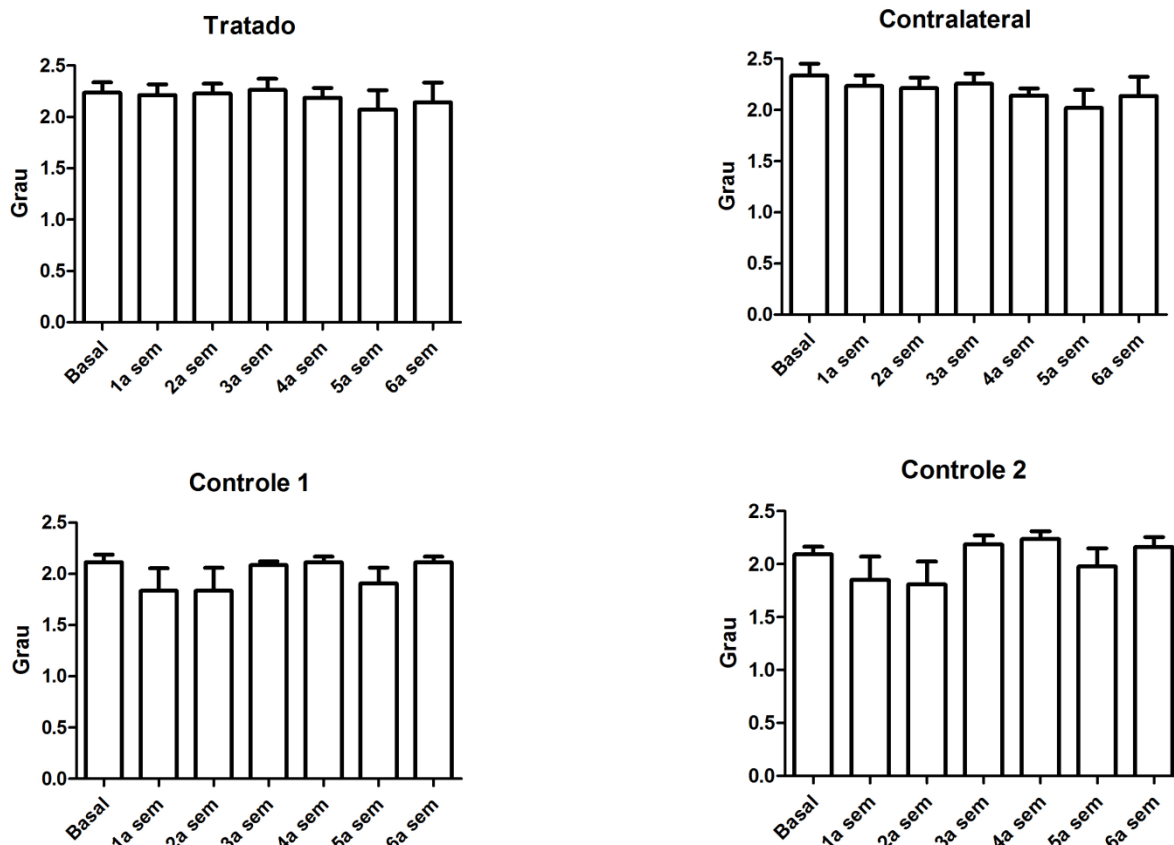 Tratado
Grau
2.5
2.0
1.5
1.0
0.5
0.0
Basal
1a sem
2a sem
3a sem
4a sem
5a sem
6a sem
Contralateral
Grau
2.5
2.0
1.5
1.0
0.5
0.0
Basal
1a sem
2a sem
3a sem
4a sem
5a sem
6a sem
Controle 1
Grau
2.5
2.0
1.5
1.0
0.5
0.0
Basal
1a sem
2a sem
3a sem
4a sem
5a sem
6a sem
Controle 2
Grau
2.5
2.0
1.5
1.0
0.5
0.0
Basal
1a sem
2a sem
3a sem
4a sem
5a sem
6a sem